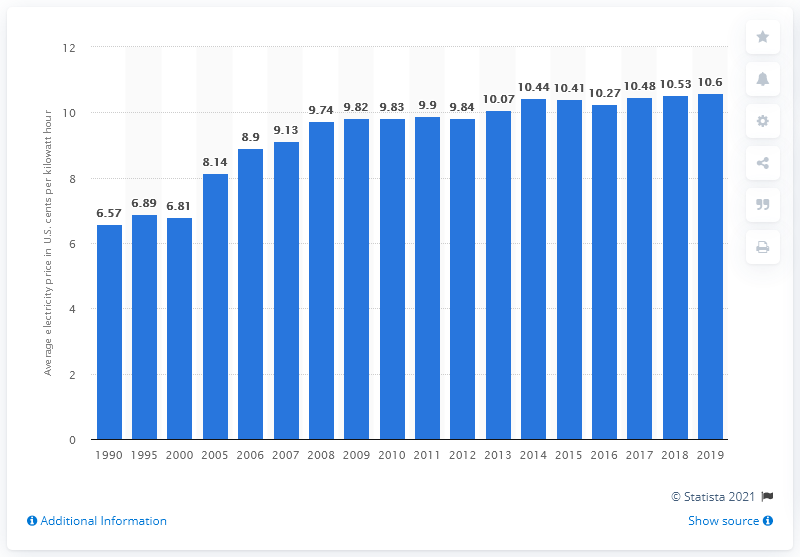 Average electricity price in U.S. cents per kilowatt hour
12
10
8
6
4
2
0
6.57 6.89 6.81 8.14 8.9 9.13 9.74 9.82 9.83 9.9 9.84 10.07 10.44 10.41 10.27 10.48 10.53 10.6
1990 1995 2000 2005 2006 2007 2008 2009 2010 2011 2012 2013 2014 2015 2016 2017 2018 2019
© Statista 2021
Additional Information
Show source